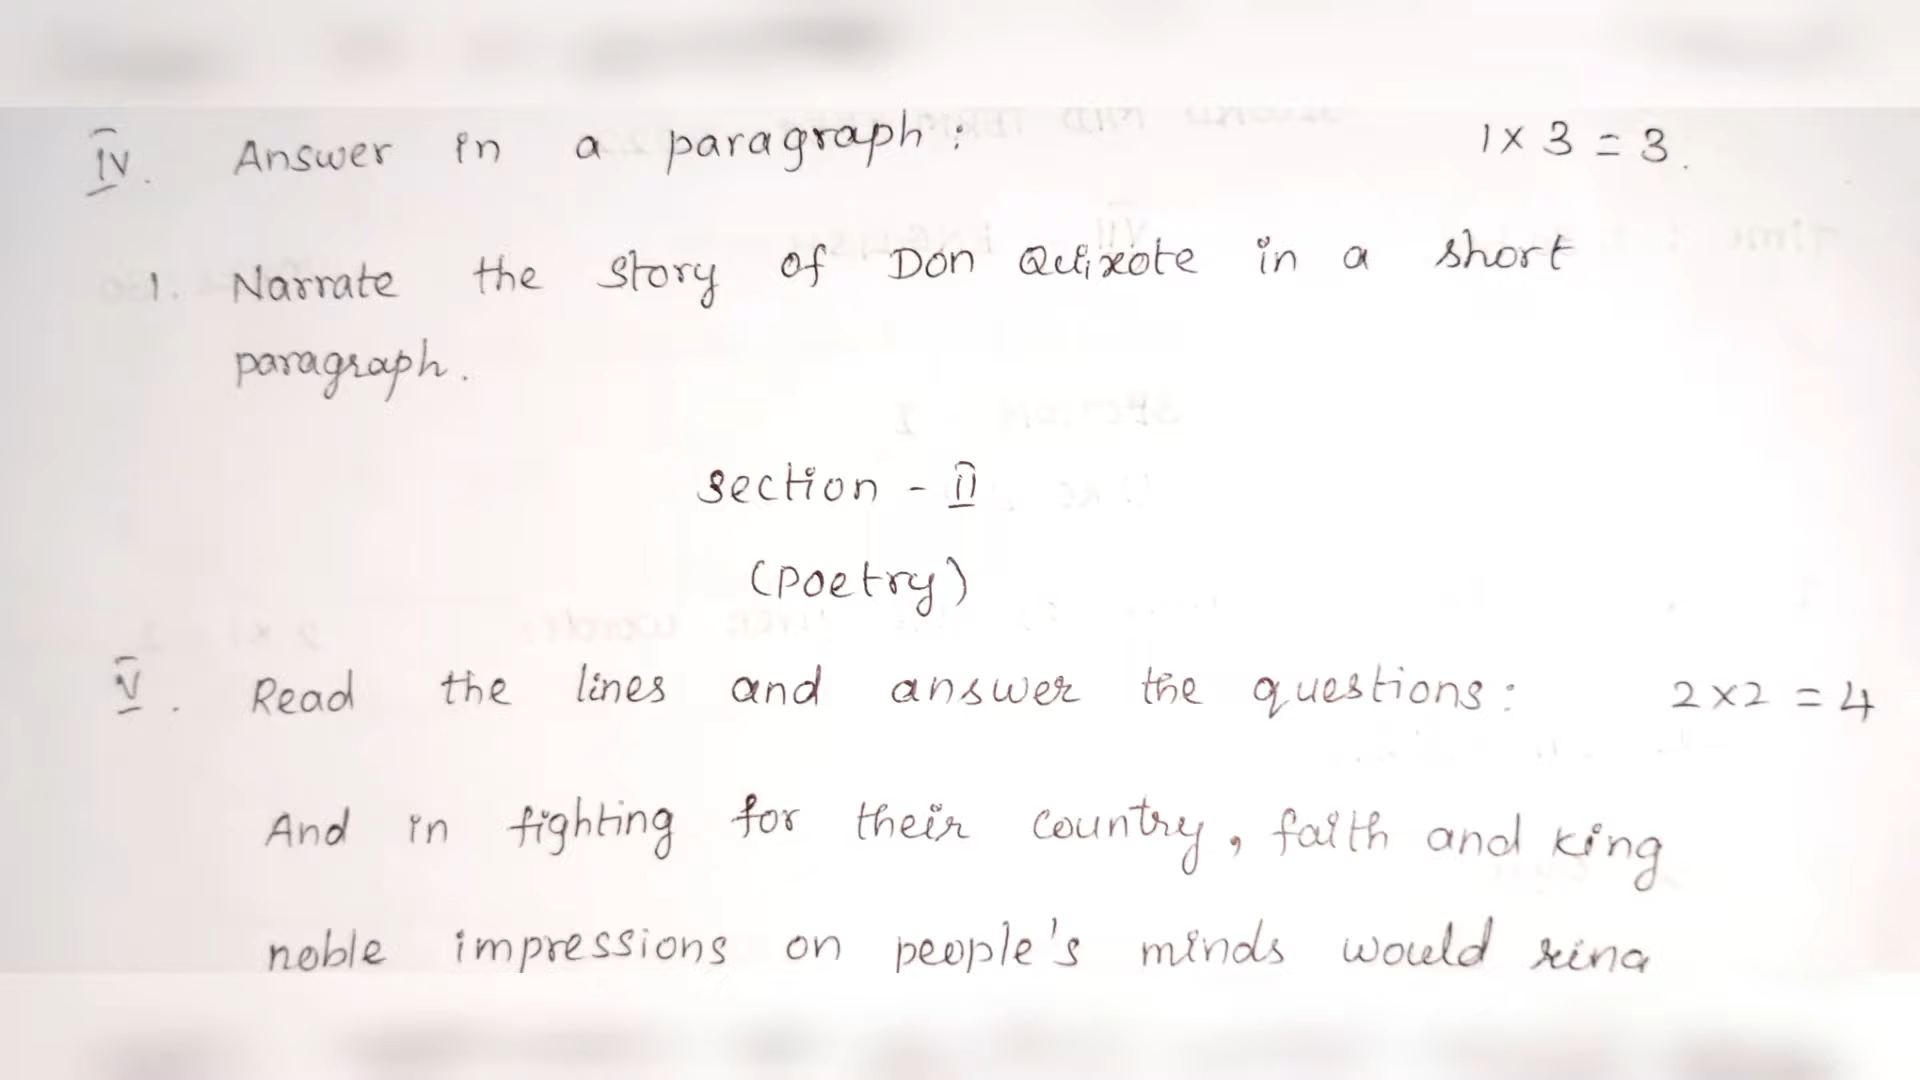 IV. Answer in a paragraph: 1 x 3 = 3.
1. Narrate the story of Don Quixote in a short
paragraph.
Section - II
(Poetry)
V. Read the lines and answer the questions: 2 x 2 = 4
And in fighting for their country, faith and king
noble impressions on people's minds would ring